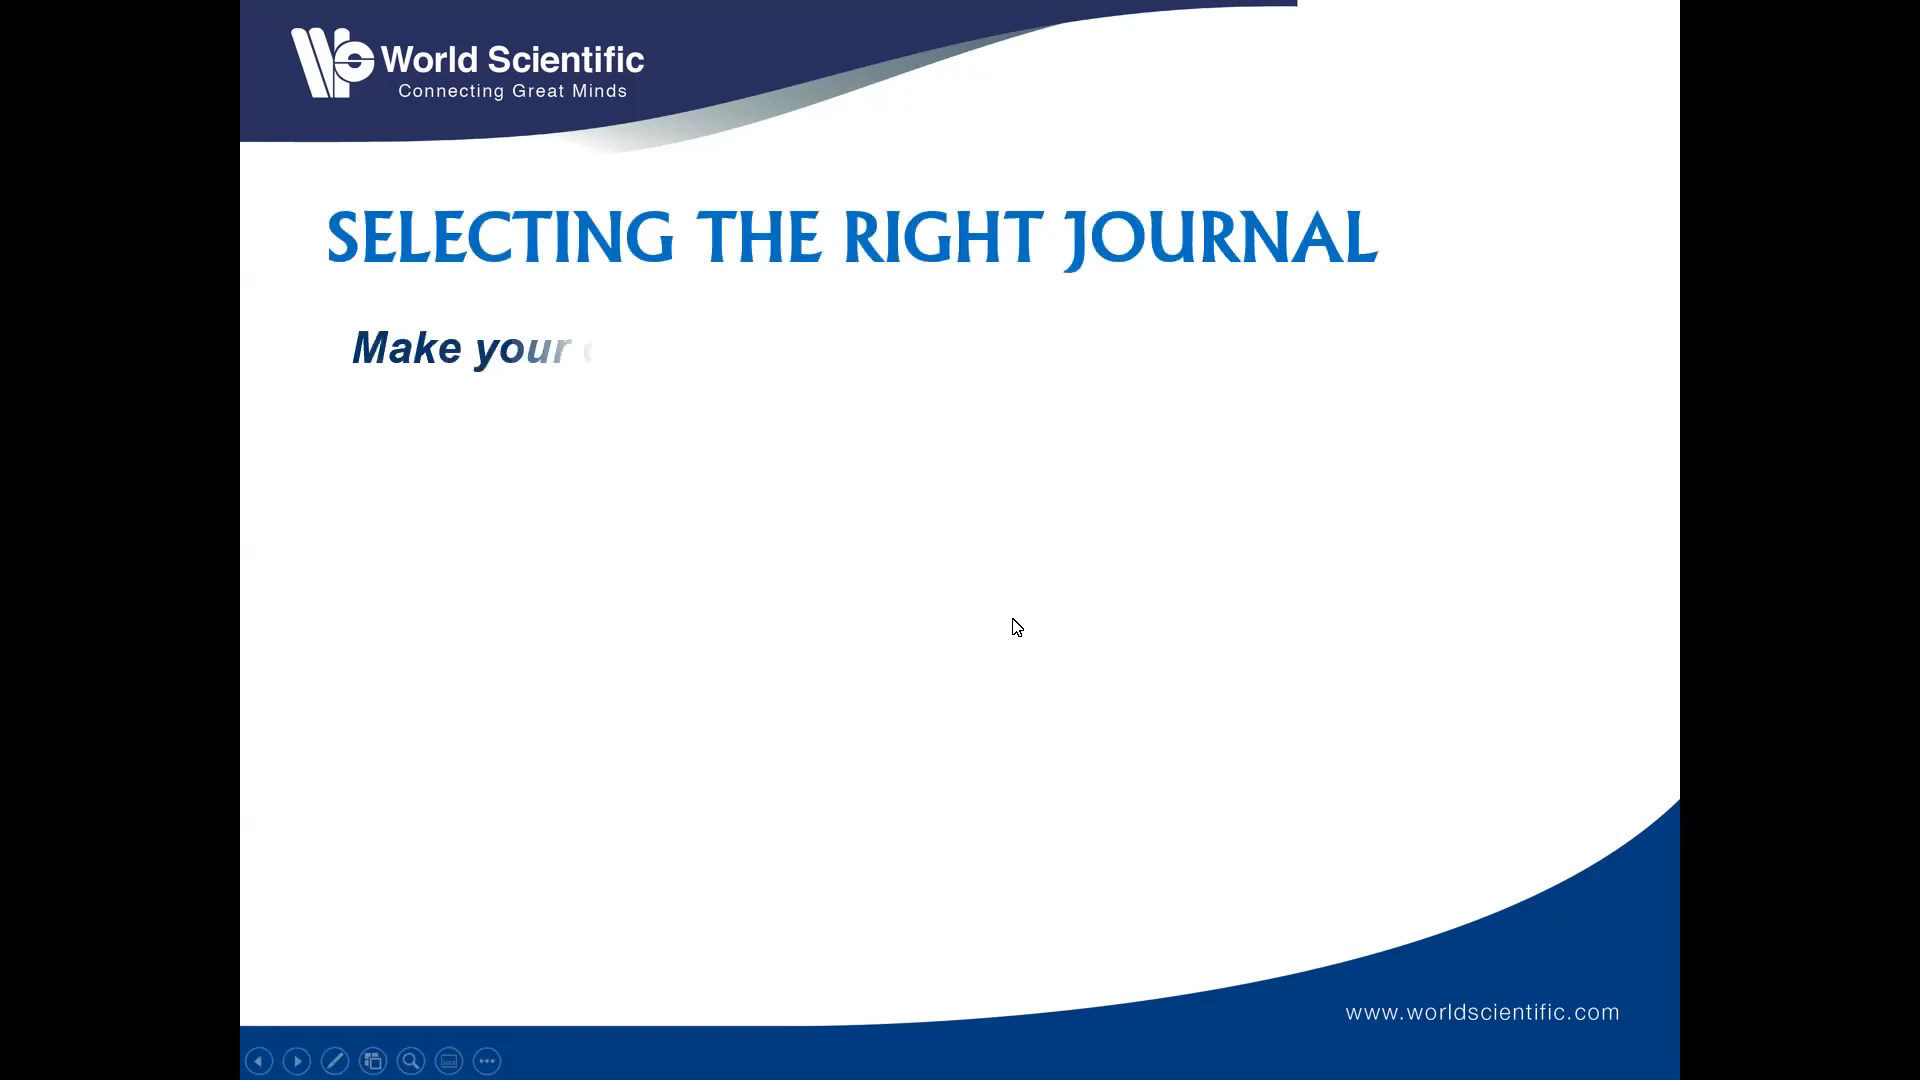 World Scientific
Connecting Great Minds
SELECTING THE RIGHT JOURNAL
Make your
www.worldscientific.com